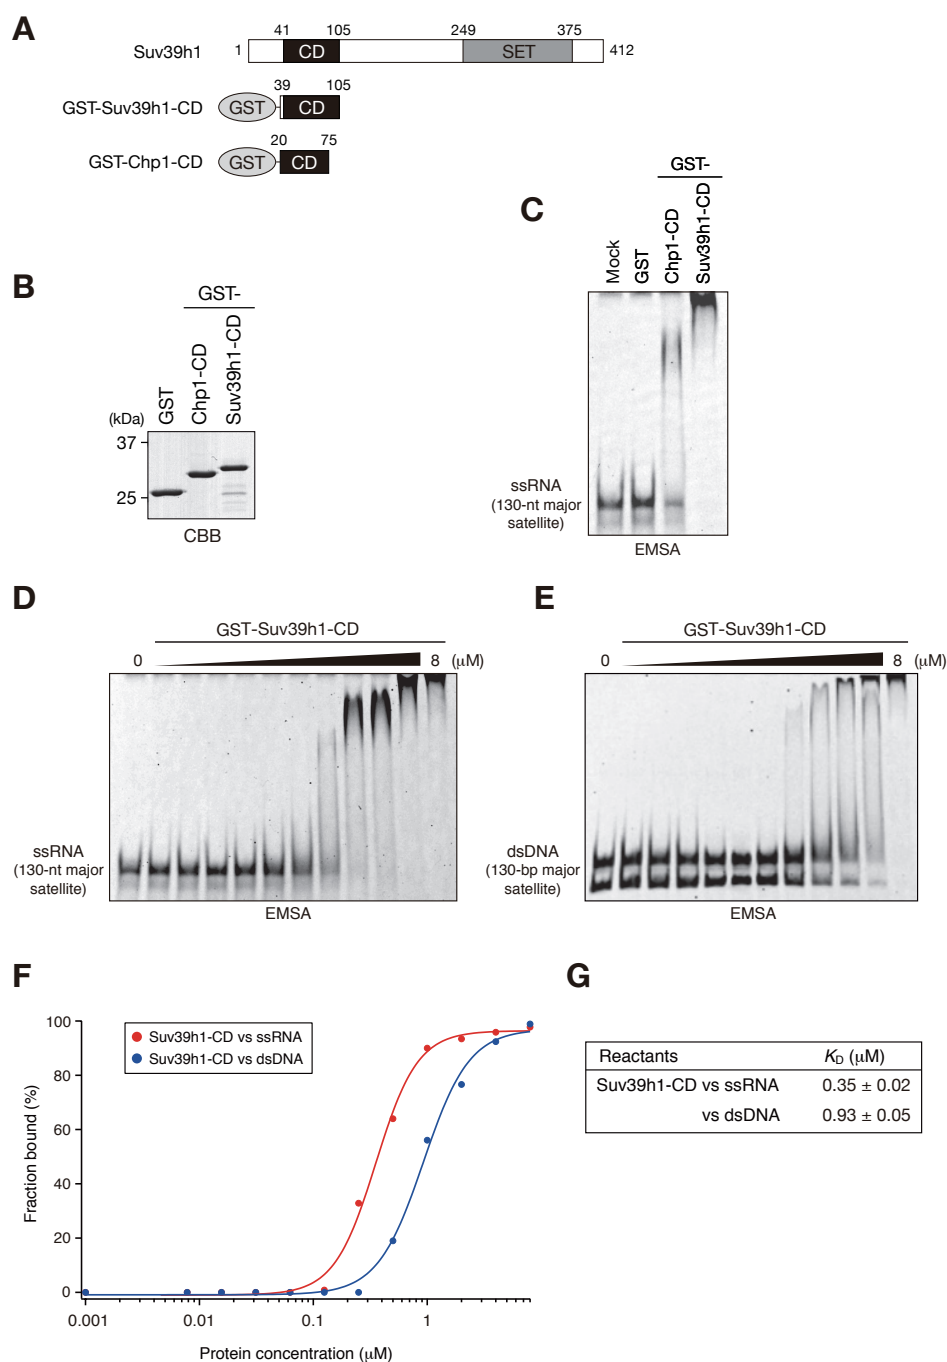 A
Suv39h1
1
41
105
249
375
412
CD
SET
GST-Suv39h1-CD
GST
39
105
CD
GST-Chp1-CD
GST
20
75
CD
B
GST-
GST
Chp1-CD
Suv39h1-CD
(kDa)
37
25
CBB
C
GST-
Mock
GST
Chp1-CD
Suv39h1-CD
ssRNA
(130-nt major
satellite)
EMSA
D
GST-Suv39h1-CD
0
8
(μM)
ssRNA
(130-nt major
satellite)
EMSA
E
GST-Suv39h1-CD
0
8
(μM)
dsDNA
(130-bp major
satellite)
EMSA
F
Fraction bound (%)
100
80
60
40
20
0
Suv39h1-CD vs ssRNA
Suv39h1-CD vs dsDNA
0.001
0.01
0.1
1
Protein concentration (μM)
G
Reactants KD (μM)
Suv39h1-CD vs ssRNA 0.35 ± 0.02
vs dsDNA 0.93 ± 0.05